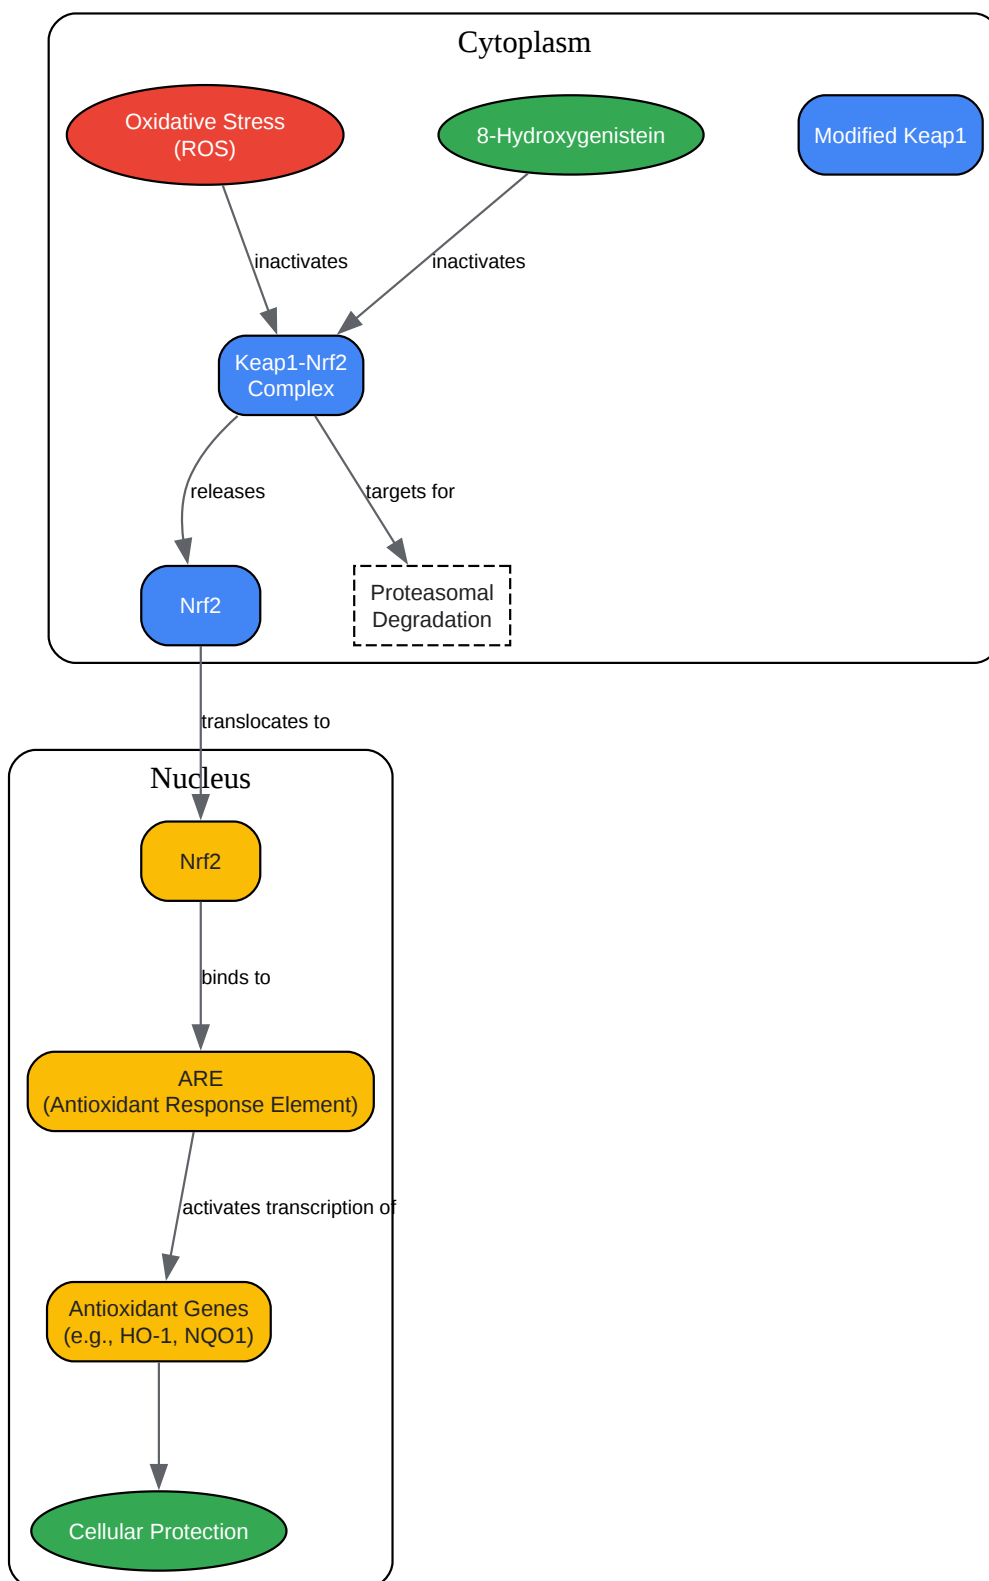 Cytoplasm
Oxidative Stress
(ROS)
8-Hydroxygenistein
Modified Keap1
inactivates
inactivates
Keap1-Nrf2
Complex
releases
targets for
Nrf2
Proteasomal
Degradation
translocates to
Nucleus
Nrf2
binds to
ARE
(Antioxidant Response Element)
activates transcription of
Antioxidant Genes
(e.g., HO-1, NQO1)
Cellular Protection